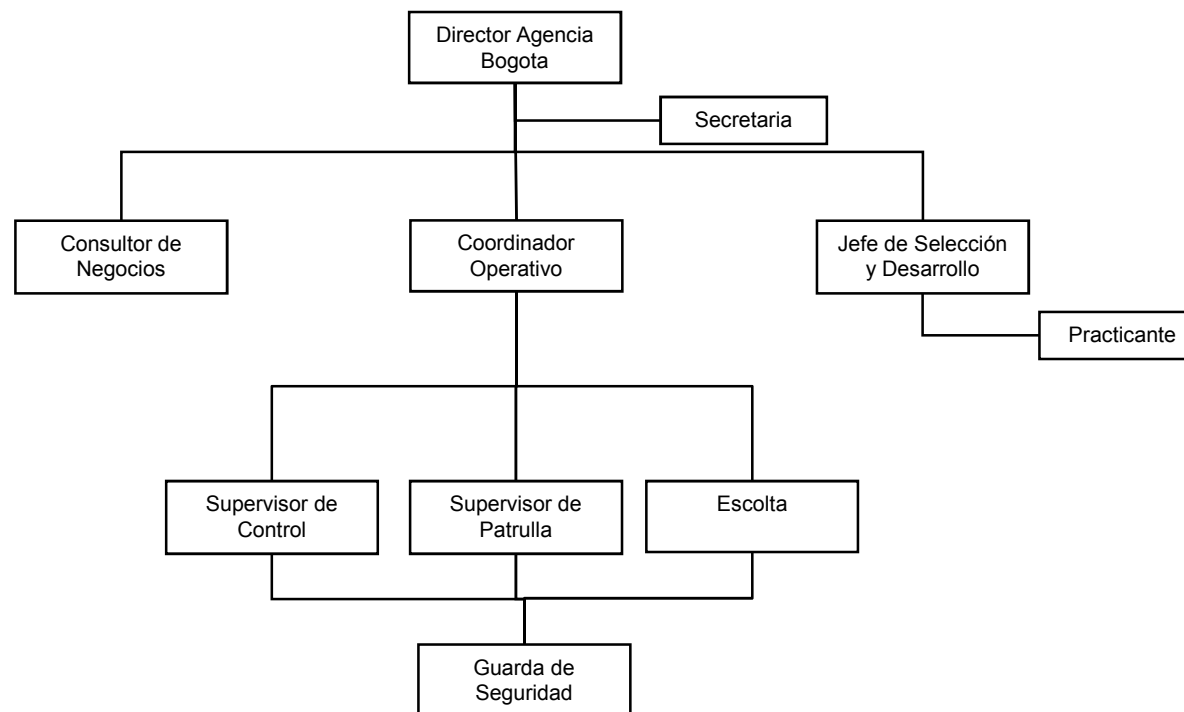 Director Agencia
Bogota
Secretaria
Consultor de
Negocios
Coordinador
Operativo
Jefe de Selección
y Desarrollo
Practicante
Supervisor de
Control
Supervisor de
Patrulla
Escolta
Guarda de
Seguridad